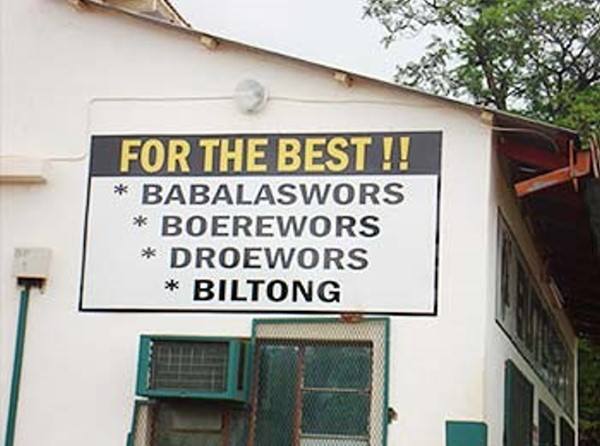 FOR THE BEST !!
* BABALASWORS
* BOEREWORS
* DROEWORS
* BILTONG